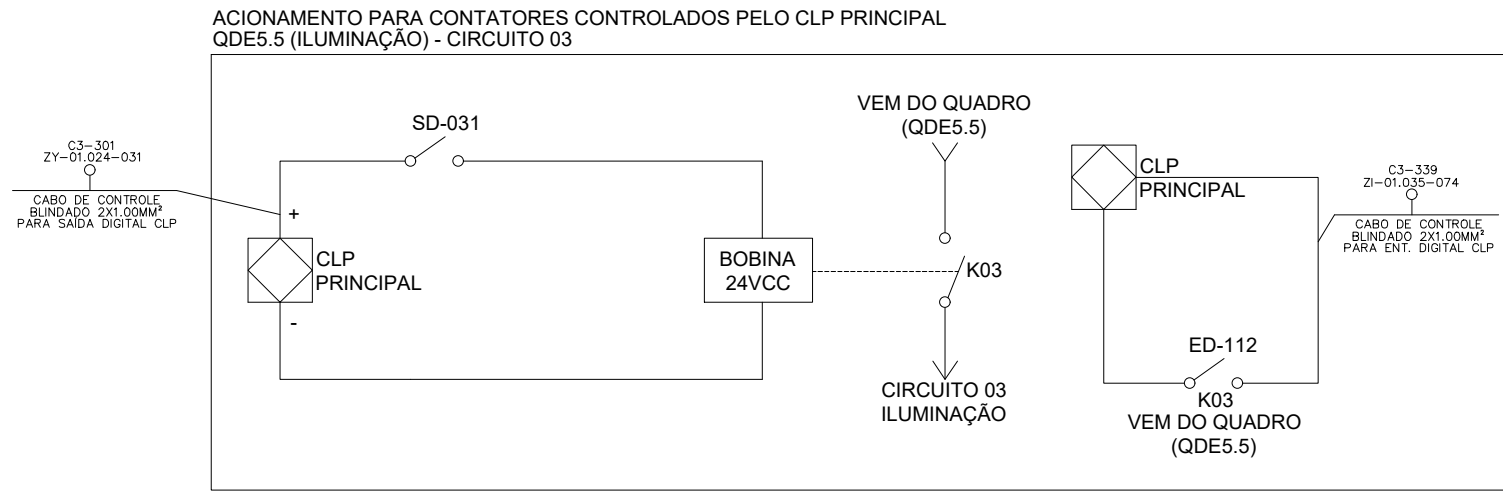 ACIONAMENTO PARA CONTATORES CONTROLADOS PELO CLP PRINCIPAL
QDE5.5 (ILUMINAÇÃO) - CIRCUITO 03
C3-301
ZY-01.024-031
CABO DE CONTROLE
BLINDADO 2X1.00MM²
PARA SAÍDA DIGITAL CLP
SD-031
+
CLP
PRINCIPAL
-
BOBINA
24VCC
VEM DO QUADRO
(QDE5.5)
K03
CIRCUITO 03
ILUMINAÇÃO
CLP
PRINCIPAL
ED-112
K03
VEM DO QUADRO
(QDE5.5)
C3-339
ZI-01.035-074
CABO DE CONTROLE
BLINDADO 2X1.00MM²
PARA ENT. DIGITAL CLP